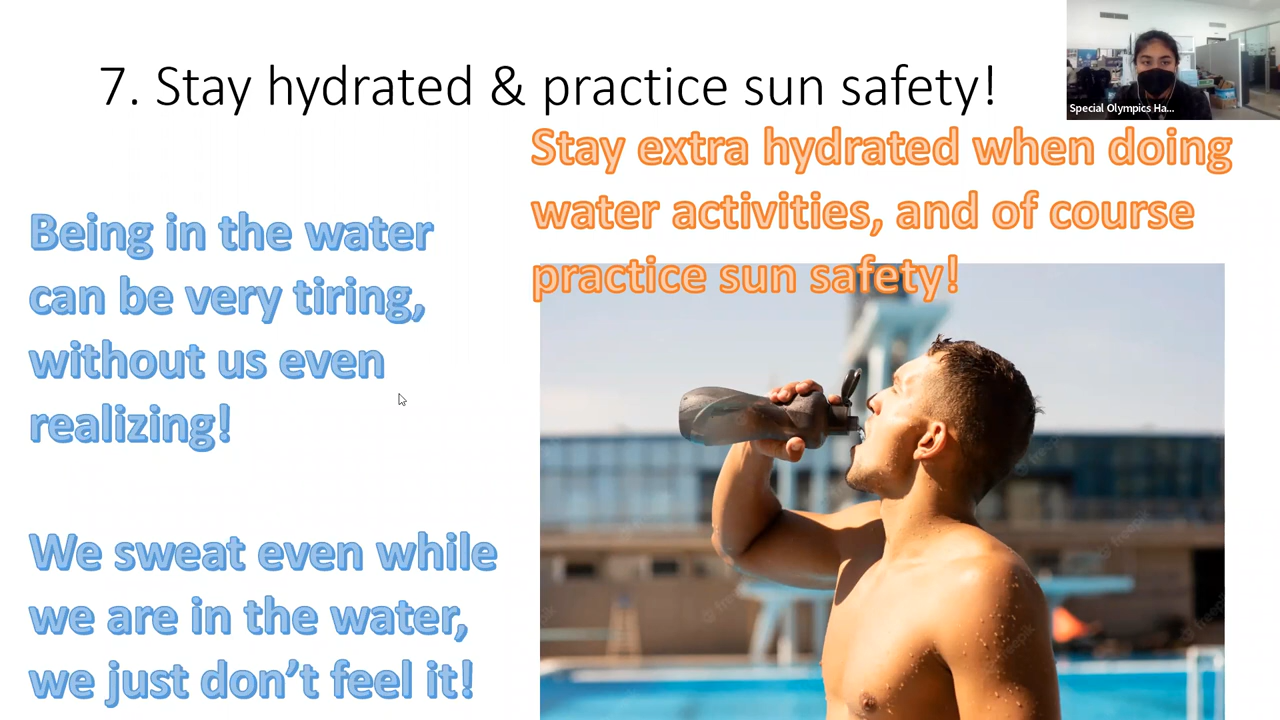 7. Stay hydrated & practice sun safety!
Special Olympics Ha...
Stay extra hydrated when doing
water activities, and of course
practice sun safety!
Being in the water
can be very tiring,
without us even
realizing!
We sweat even while
we are in the water,
we just don't feel it!